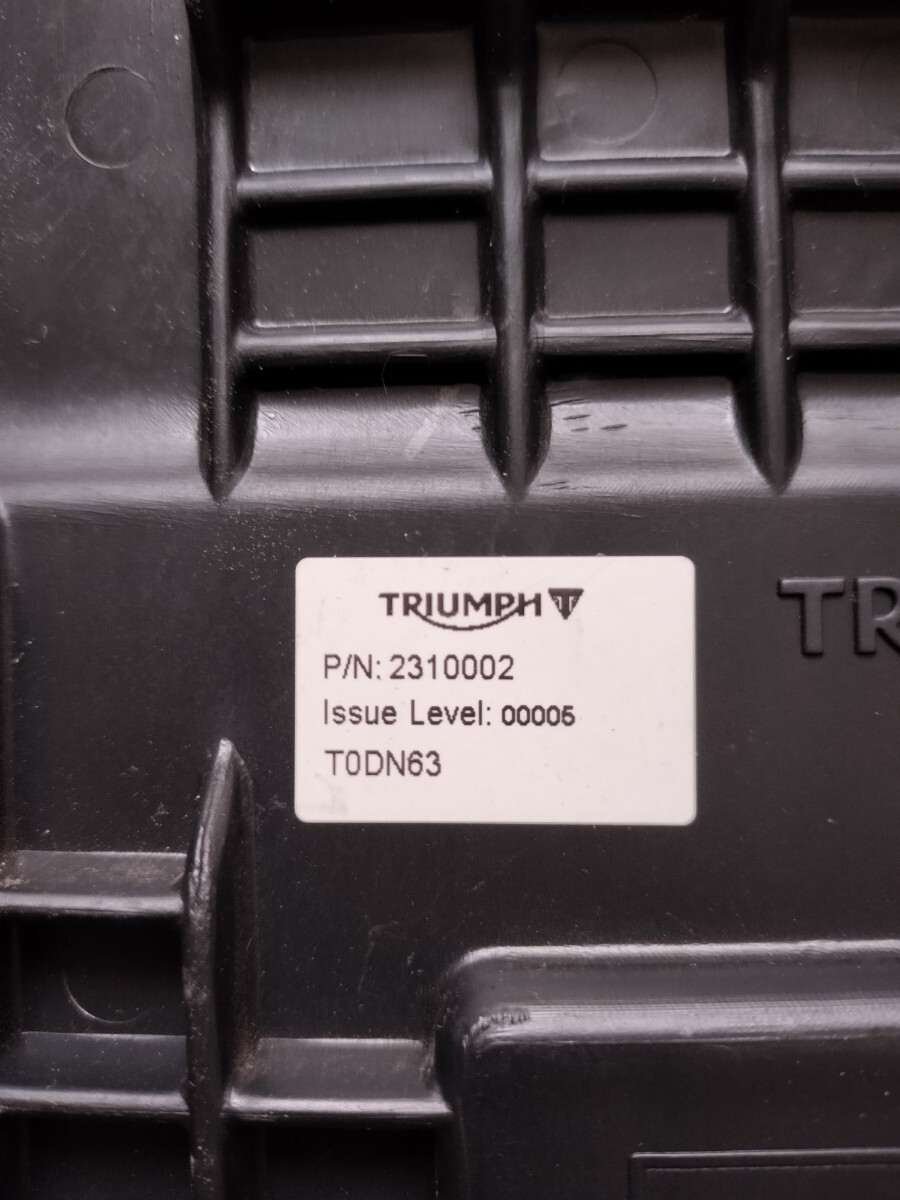 TRIUMPH
P/N: 2310002
Issue Level: 00005
T0DN63
TR